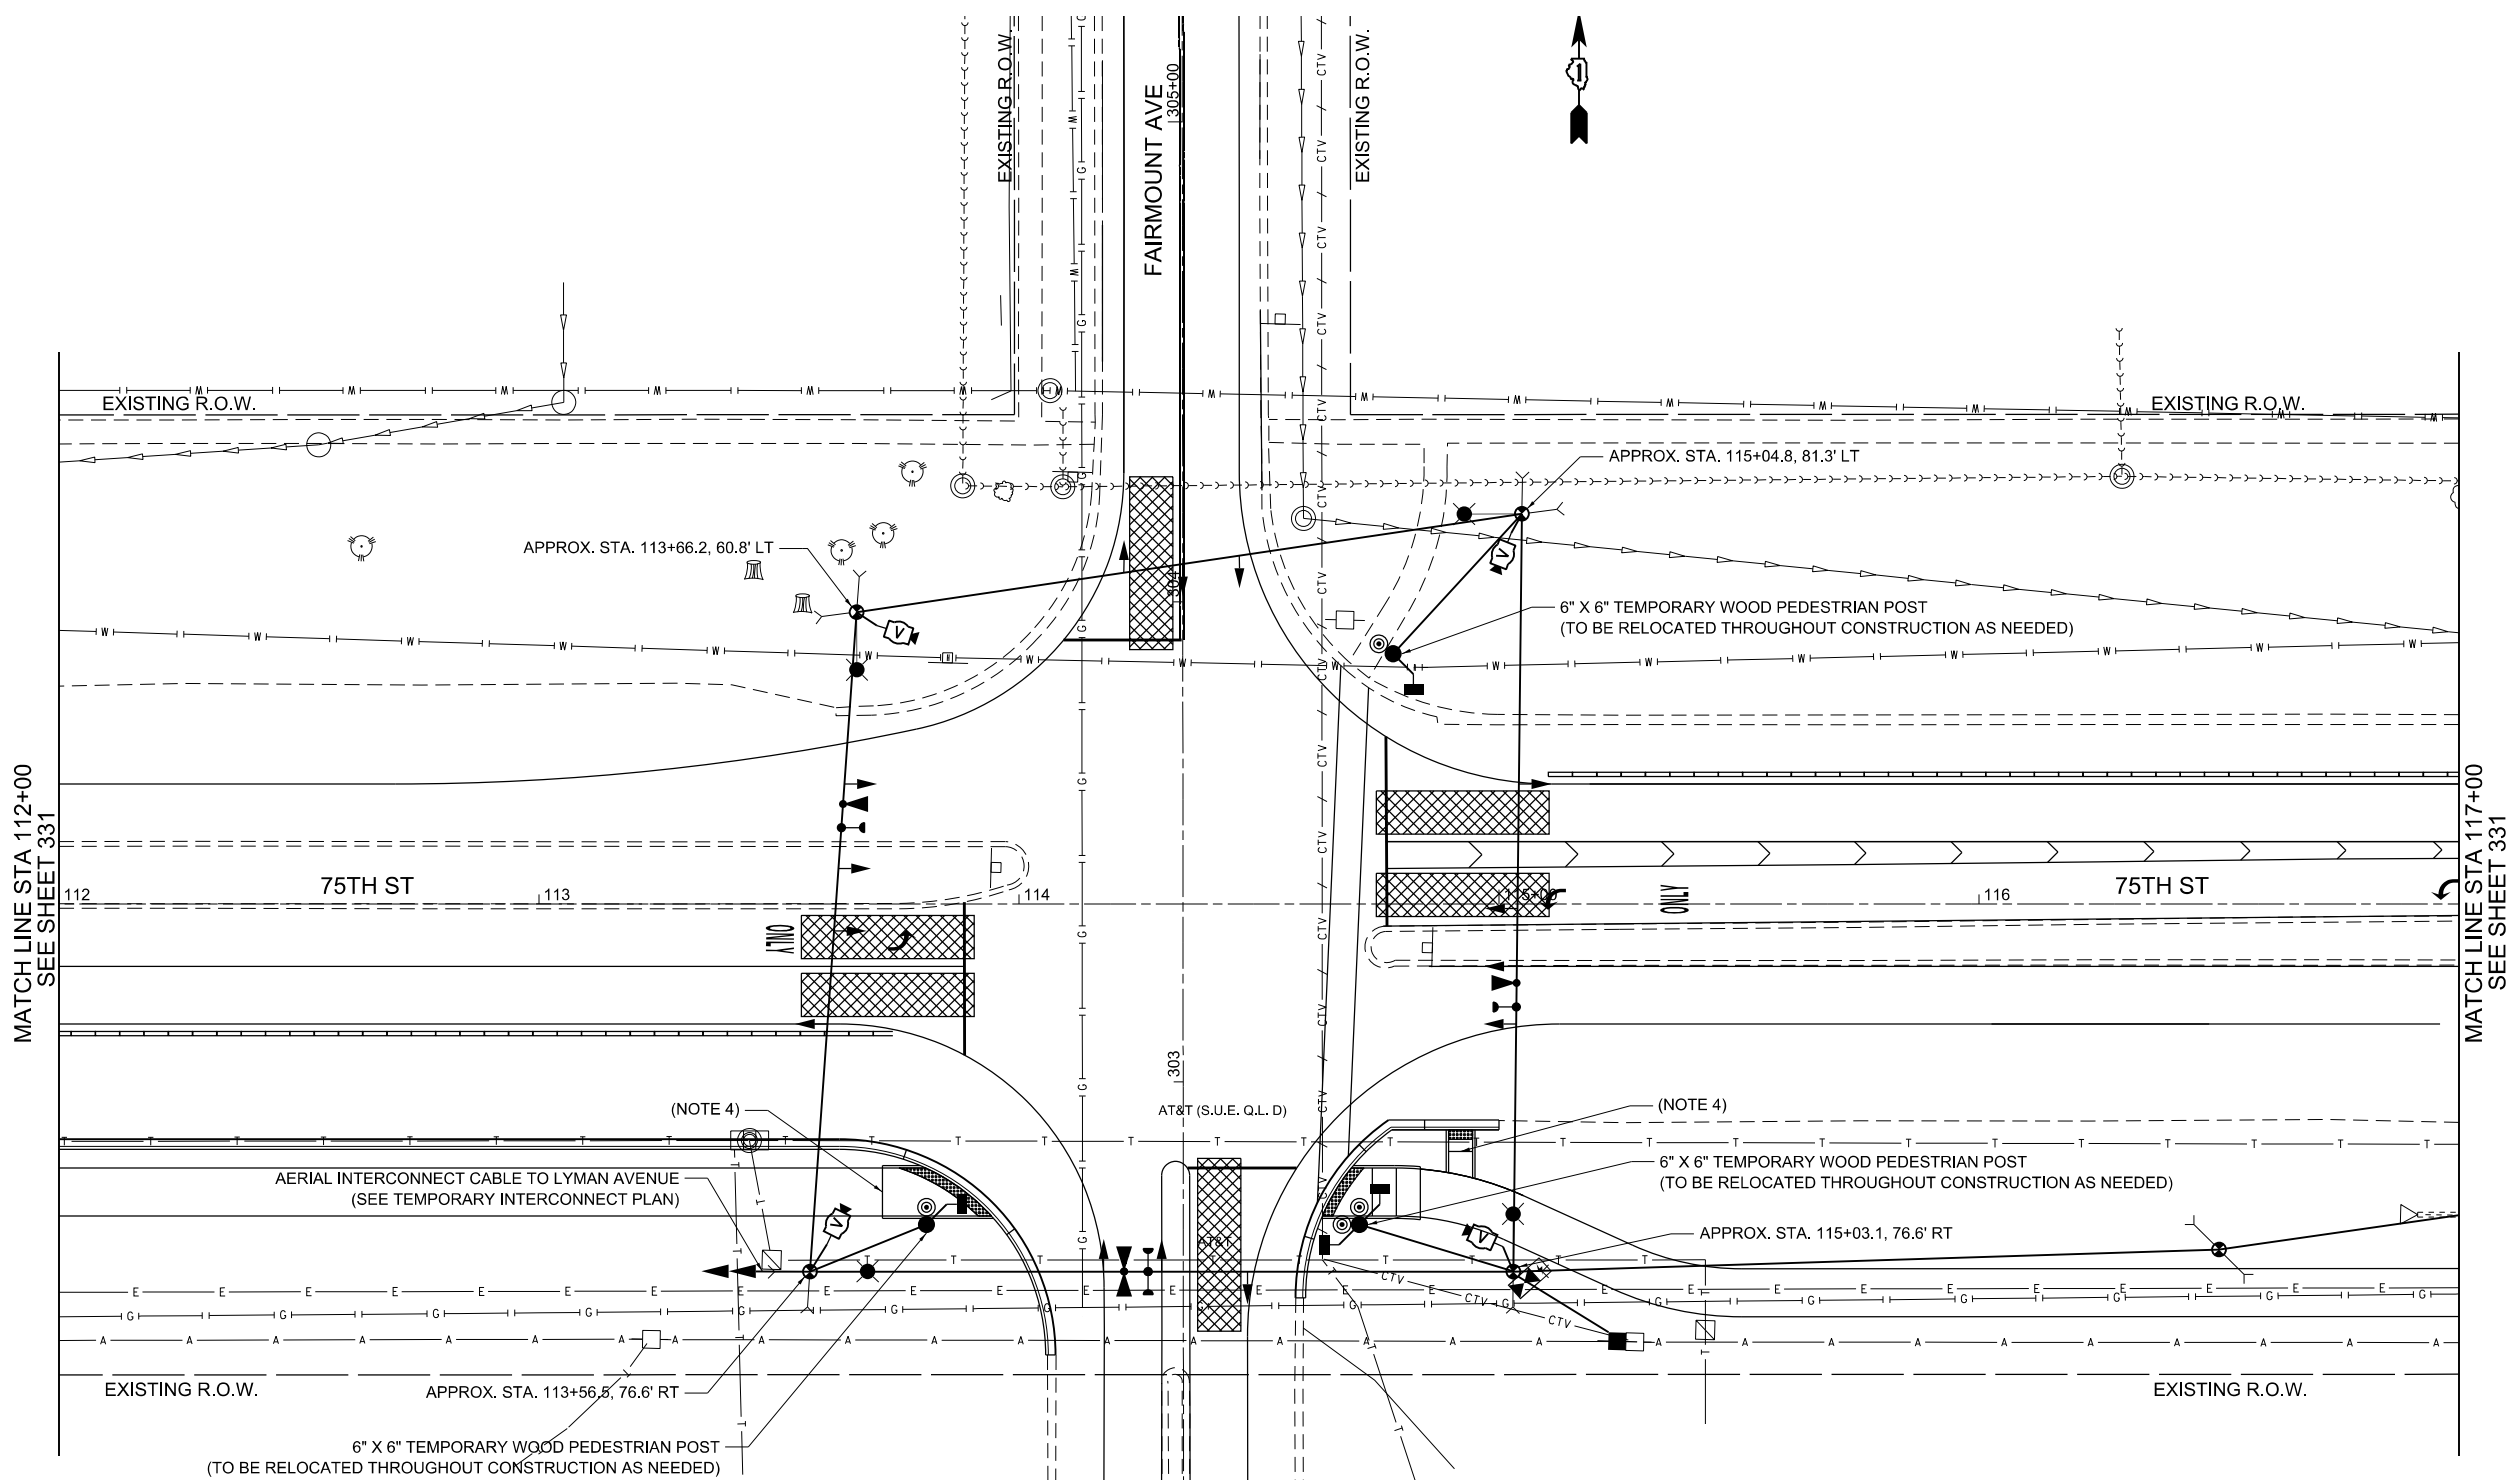 EXISTING R.O.W.
FAIRMOUNT AVE
305+00
EXISTING R.O.W.
1
EXISTING R.O.W.
EXISTING R.O.W.
APPROX. STA. 115+04.8, 81.3' LT
APPROX. STA. 113+66.2, 60.8' LT
304
6" X 6" TEMPORARY WOOD PEDESTRIAN POST
(TO BE RELOCATED THROUGHOUT CONSTRUCTION AS NEEDED)
MATCH LINE STA 112+00
SEE SHEET 331
75TH ST
112
113
114
115+00
116
ONLY
ONLY
75TH ST
MATCH LINE STA 117+00
SEE SHEET 331
303
(NOTE 4)
AT&T (S.U.E. Q.L. D)
(NOTE 4)
AERIAL INTERCONNECT CABLE TO LYMAN AVENUE
(SEE TEMPORARY INTERCONNECT PLAN)
6" X 6" TEMPORARY WOOD PEDESTRIAN POST
(TO BE RELOCATED THROUGHOUT CONSTRUCTION AS NEEDED)
AT&T
APPROX. STA. 115+03.1, 76.6' RT
EXISTING R.O.W.
APPROX. STA. 113+56.5, 76.6' RT
EXISTING R.O.W.
6" X 6" TEMPORARY WOOD PEDESTRIAN POST
(TO BE RELOCATED THROUGHOUT CONSTRUCTION AS NEEDED)